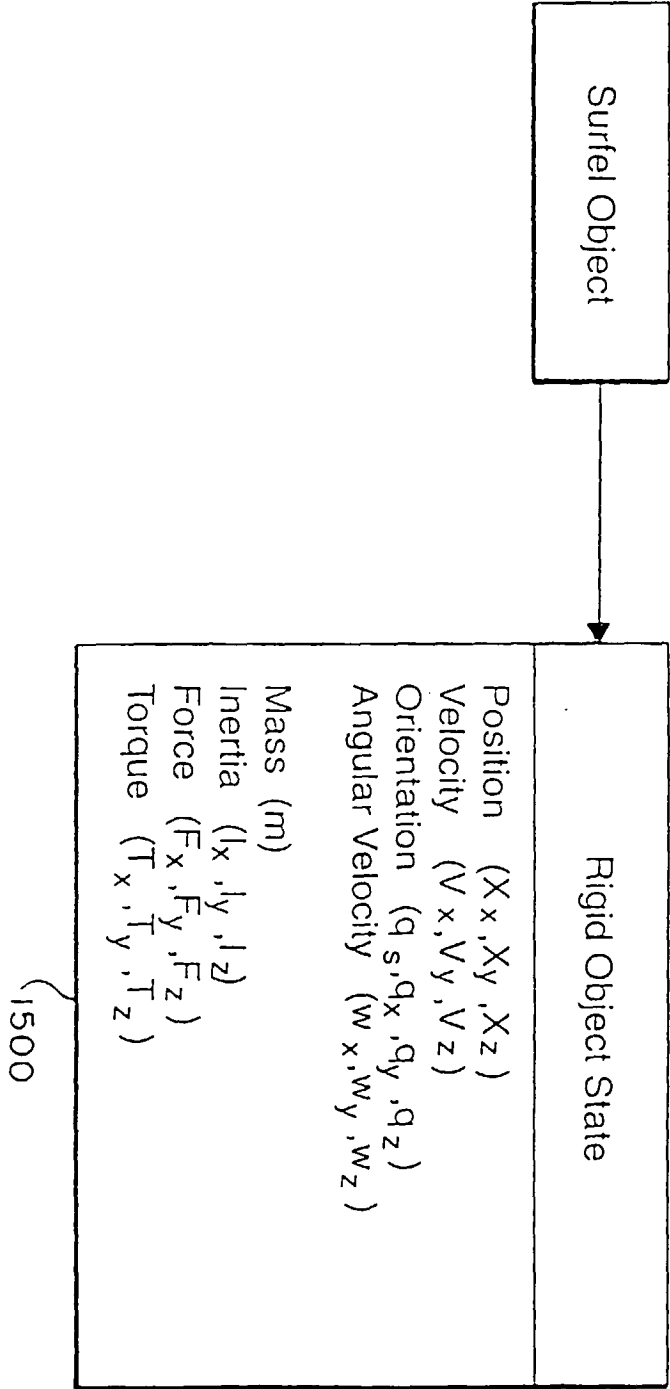 Surfel Object
Rigid Object State
Position (Xx,Xy,Xz)
Velocity (Vx,Vy,Vz)
Orientation (qs,qx,qy,qz)
Angular Velocity (wx,wy,wz)
Mass (m)
Inertia (Ix,Iy,Iz)
Force (Fx,Fy,Fz)
Torque (Tx,Ty,Tz)
1500